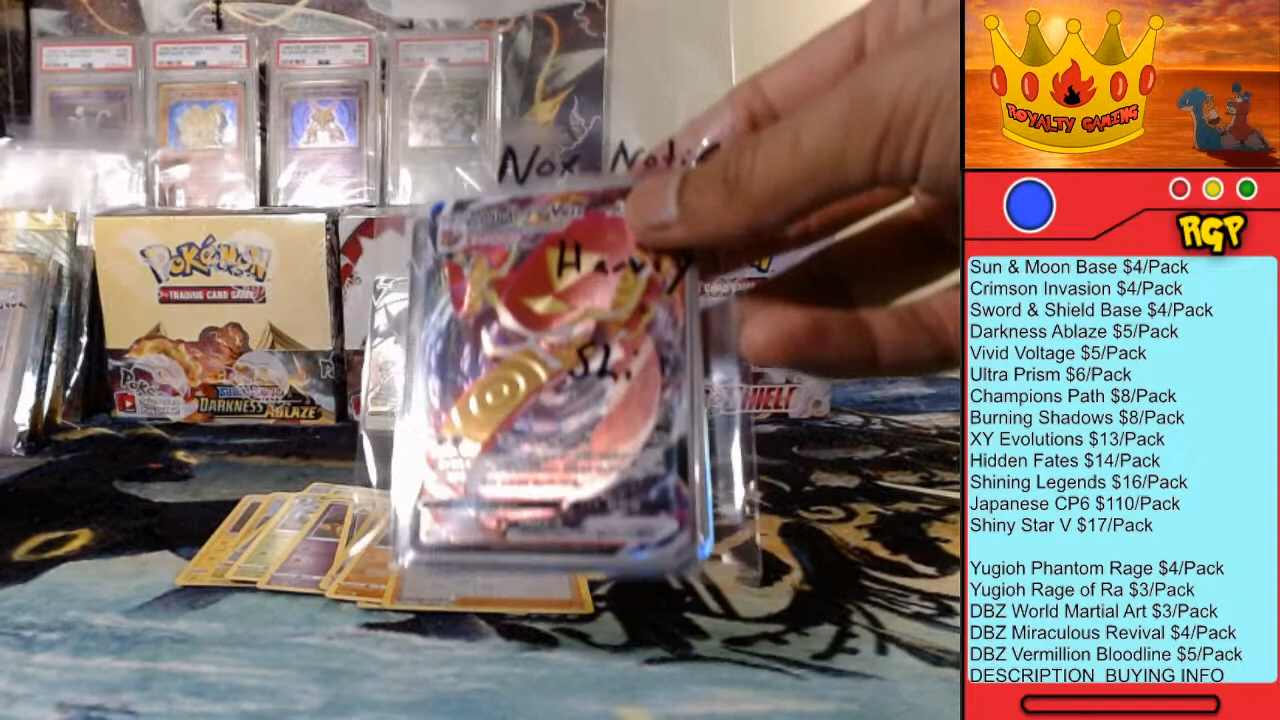 Nox
Harvey
Sl.
POKéMON
TRADING CARD GAME
DARKNESS ABLAZE
SHIELD
ROYALTY GAMING
RGP
Sun & Moon Base $4/Pack
Crimson Invasion $4/Pack
Sword & Shield Base $4/Pack
Darkness Ablaze $5/Pack
Vivid Voltage $5/Pack
Ultra Prism $6/Pack
Champions Path $8/Pack
Burning Shadows $8/Pack
XY Evolutions $13/Pack
Hidden Fates $14/Pack
Shining Legends $16/Pack
Japanese CP6 $110/Pack
Shiny Star V $17/Pack
Yugioh Phantom Rage $4/Pack
Yugioh Rage of Ra $3/Pack
DBZ World Martial Art $3/Pack
DBZ Miraculous Revival $4/Pack
DBZ Vermillion Bloodline $5/Pack
DESCRIPTION BUYING INFO